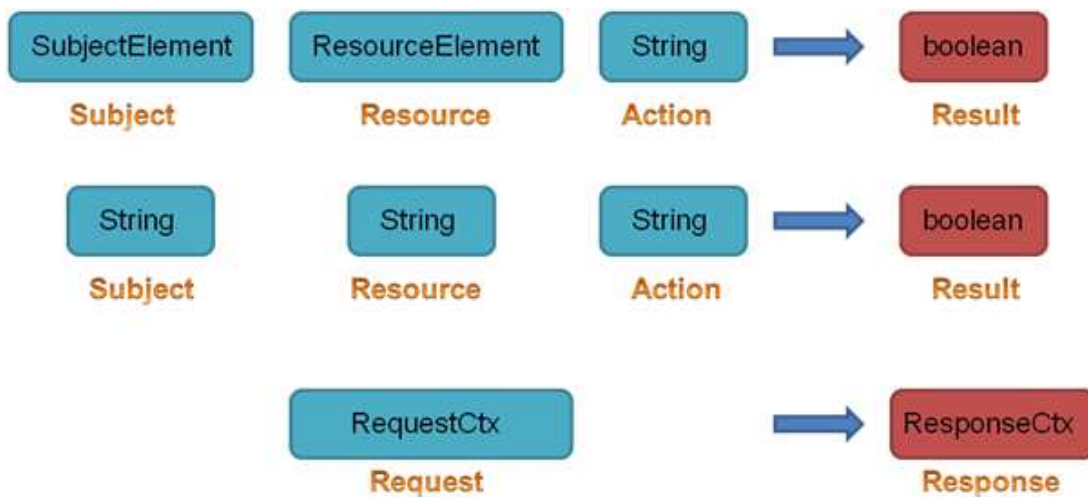 SubjectElement ResourceElement String boolean
Subject Resource Action Result
String String String boolean
Subject Resource Action Result
RequestCtx ResponseCtx
Request Response